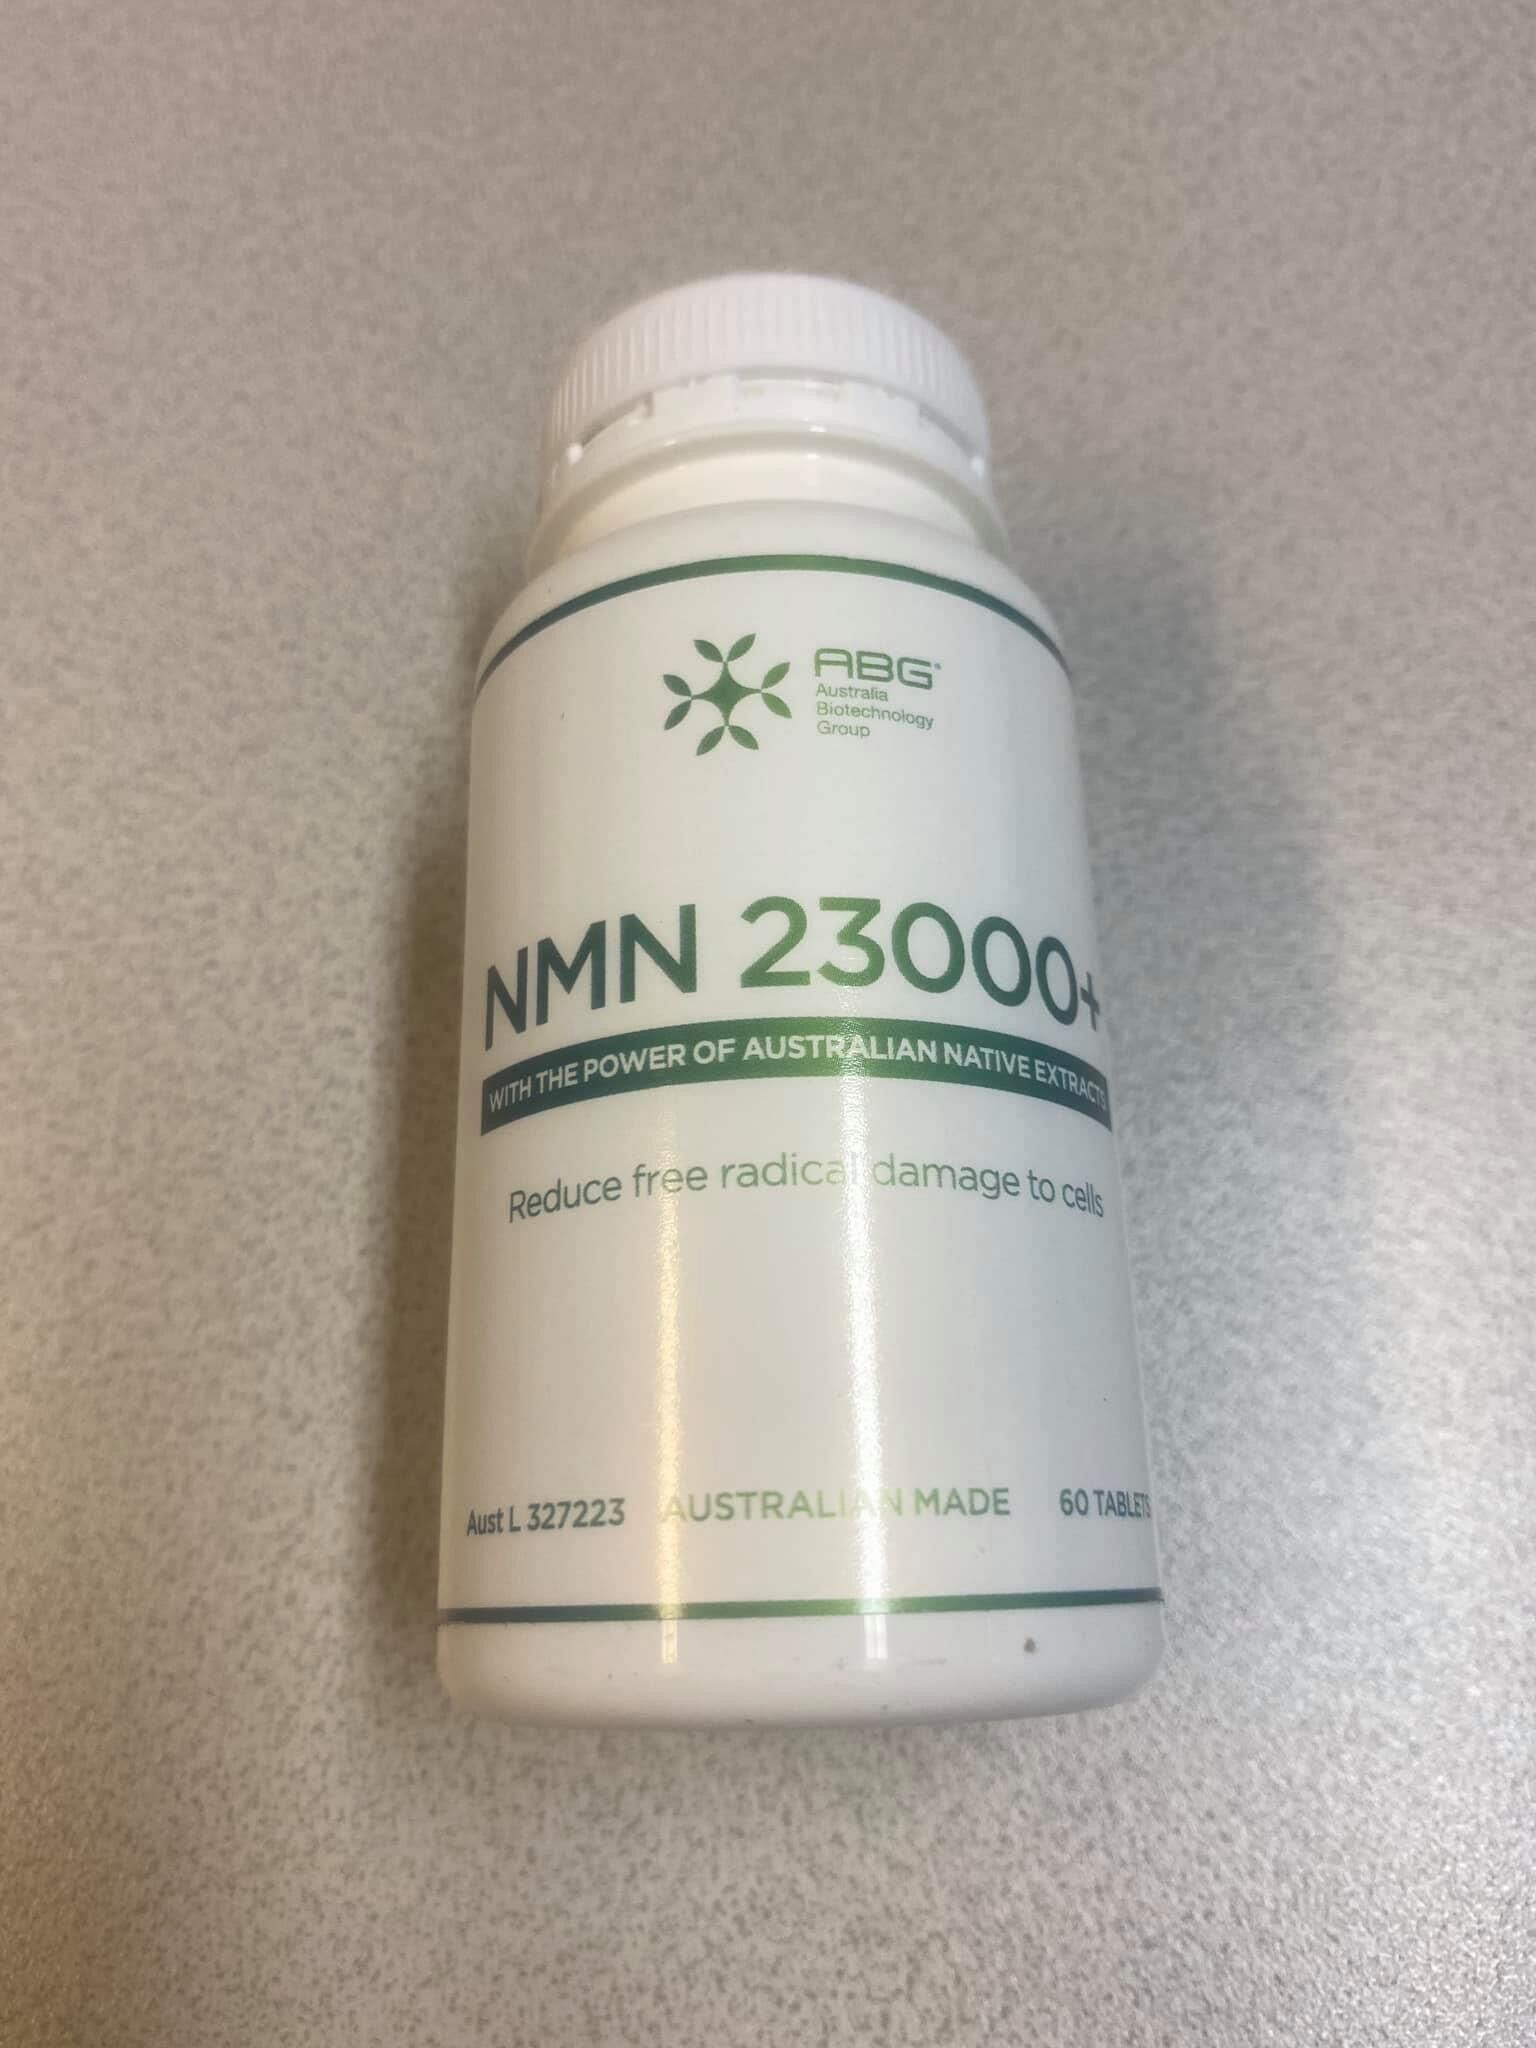 ABG®
Australia
Biotechnology
Group
NMN 23000+
WITH THE POWER OF AUSTRALIAN NATIVE EXTRACTS
Reduce free radical damage to cells
Aust L 327223 AUSTRALIAN MADE 60 TABLETS